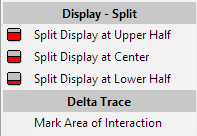 Display - Split
Split Display at Upper Half
Split Display at Center
Split Display at Lower Half
Delta Trace
Mark Area of Interaction